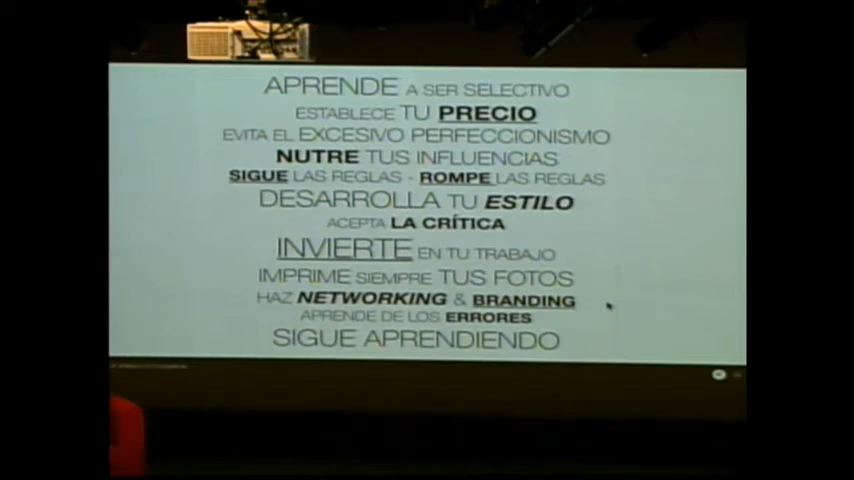 APRENDE A SER SELECTIVO
ESTABLECE TU PRECIO
EVITA EL EXCESIVO PERFECCIONISMO
NUTRE TUS INFLUENCIAS
SIGUE LAS REGLAS - ROMPE LAS REGLAS
DESARROLLA TU ESTILO
ACEPTA LA CRÍTICA
INVIERTE EN TU TRABAJO
IMPRIME SIEMPRE TUS FOTOS
HAZ NETWORKING & BRANDING
APRENDE DE LOS ERRORES
SIGUE APRENDIENDO